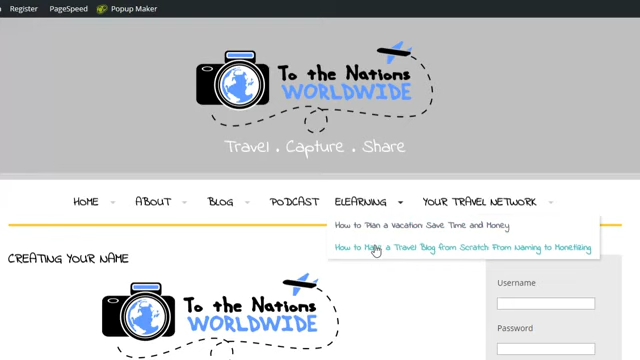 Register PageSpeed Popup Maker
To the Nations
WORLDWIDE
Travel . Capture . Share
HOME ABOUT BLOG PODCAST ELEARNING YOUR TRAVEL NETWORK
How to Plan a Vacation: Save Time and Money
How to Make a Travel Blog from Scratch: From Naming to Monetizing
CREATING YOUR NAME
To the Nations
WORLDWIDE
Username
Password